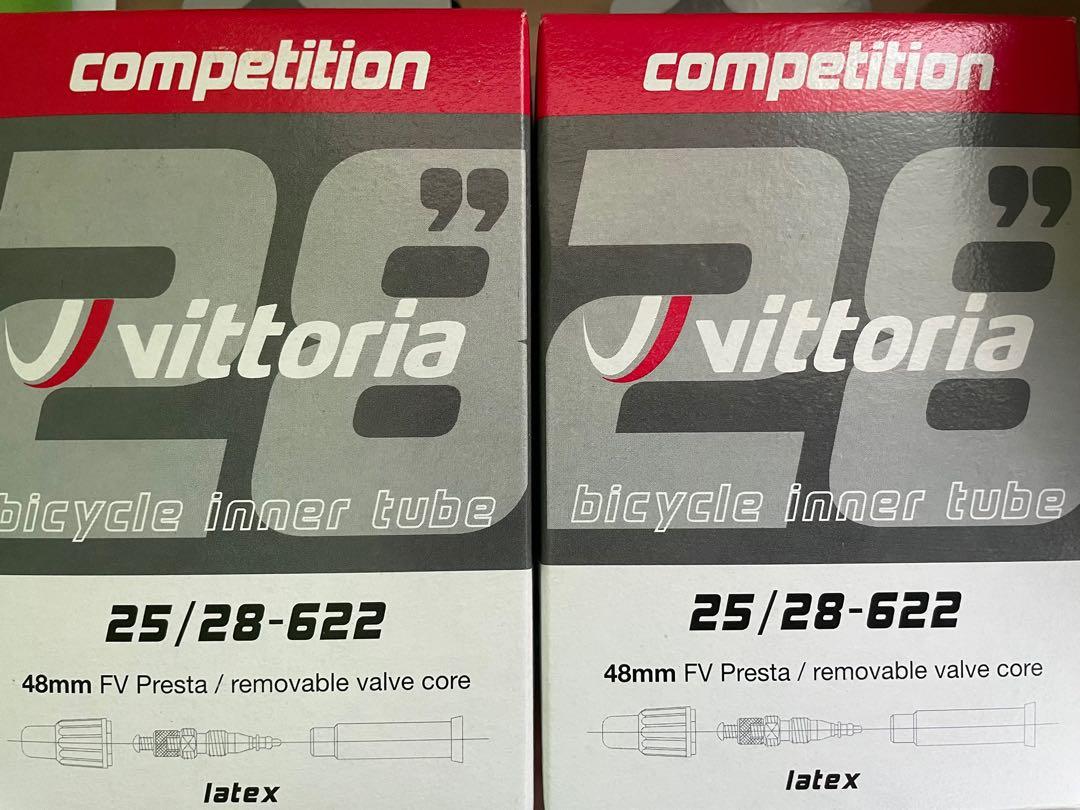 competition
28”
vittoria
bicycle inner tube
25/28-622
48mm FV Presta / removable valve core
latex
competition
28”
vittoria
bicycle inner tube
25/28-622
48mm FV Presta / removable valve core
latex